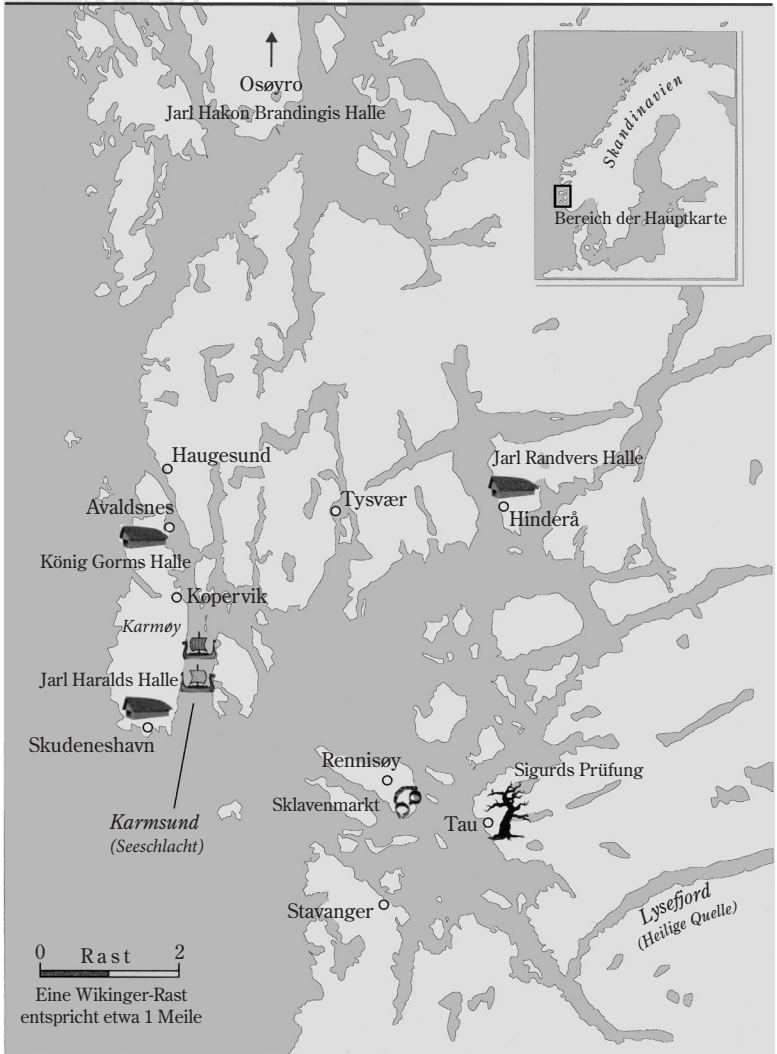 Osøyro
Jarl Hakon Brandingis Halle
Skandinavien
Bereich der Hauptkarte
Haugesund
Jarl Randvers Halle
Avaldsnes
Tysvær
Hinderå
König Gorms Halle
Kopervik
Karmøy
Jarl Haralds Halle
Skudeneshavn
Rennisøy
Sigurds Prüfung
Sklavenmarkt
Tau
Karmsund
(Seeschlacht)
Stavanger
Lysefjord
(Heilige Quelle)
0 Rast 2
Eine Wikinger-Rast
entspricht etwa 1 Meile